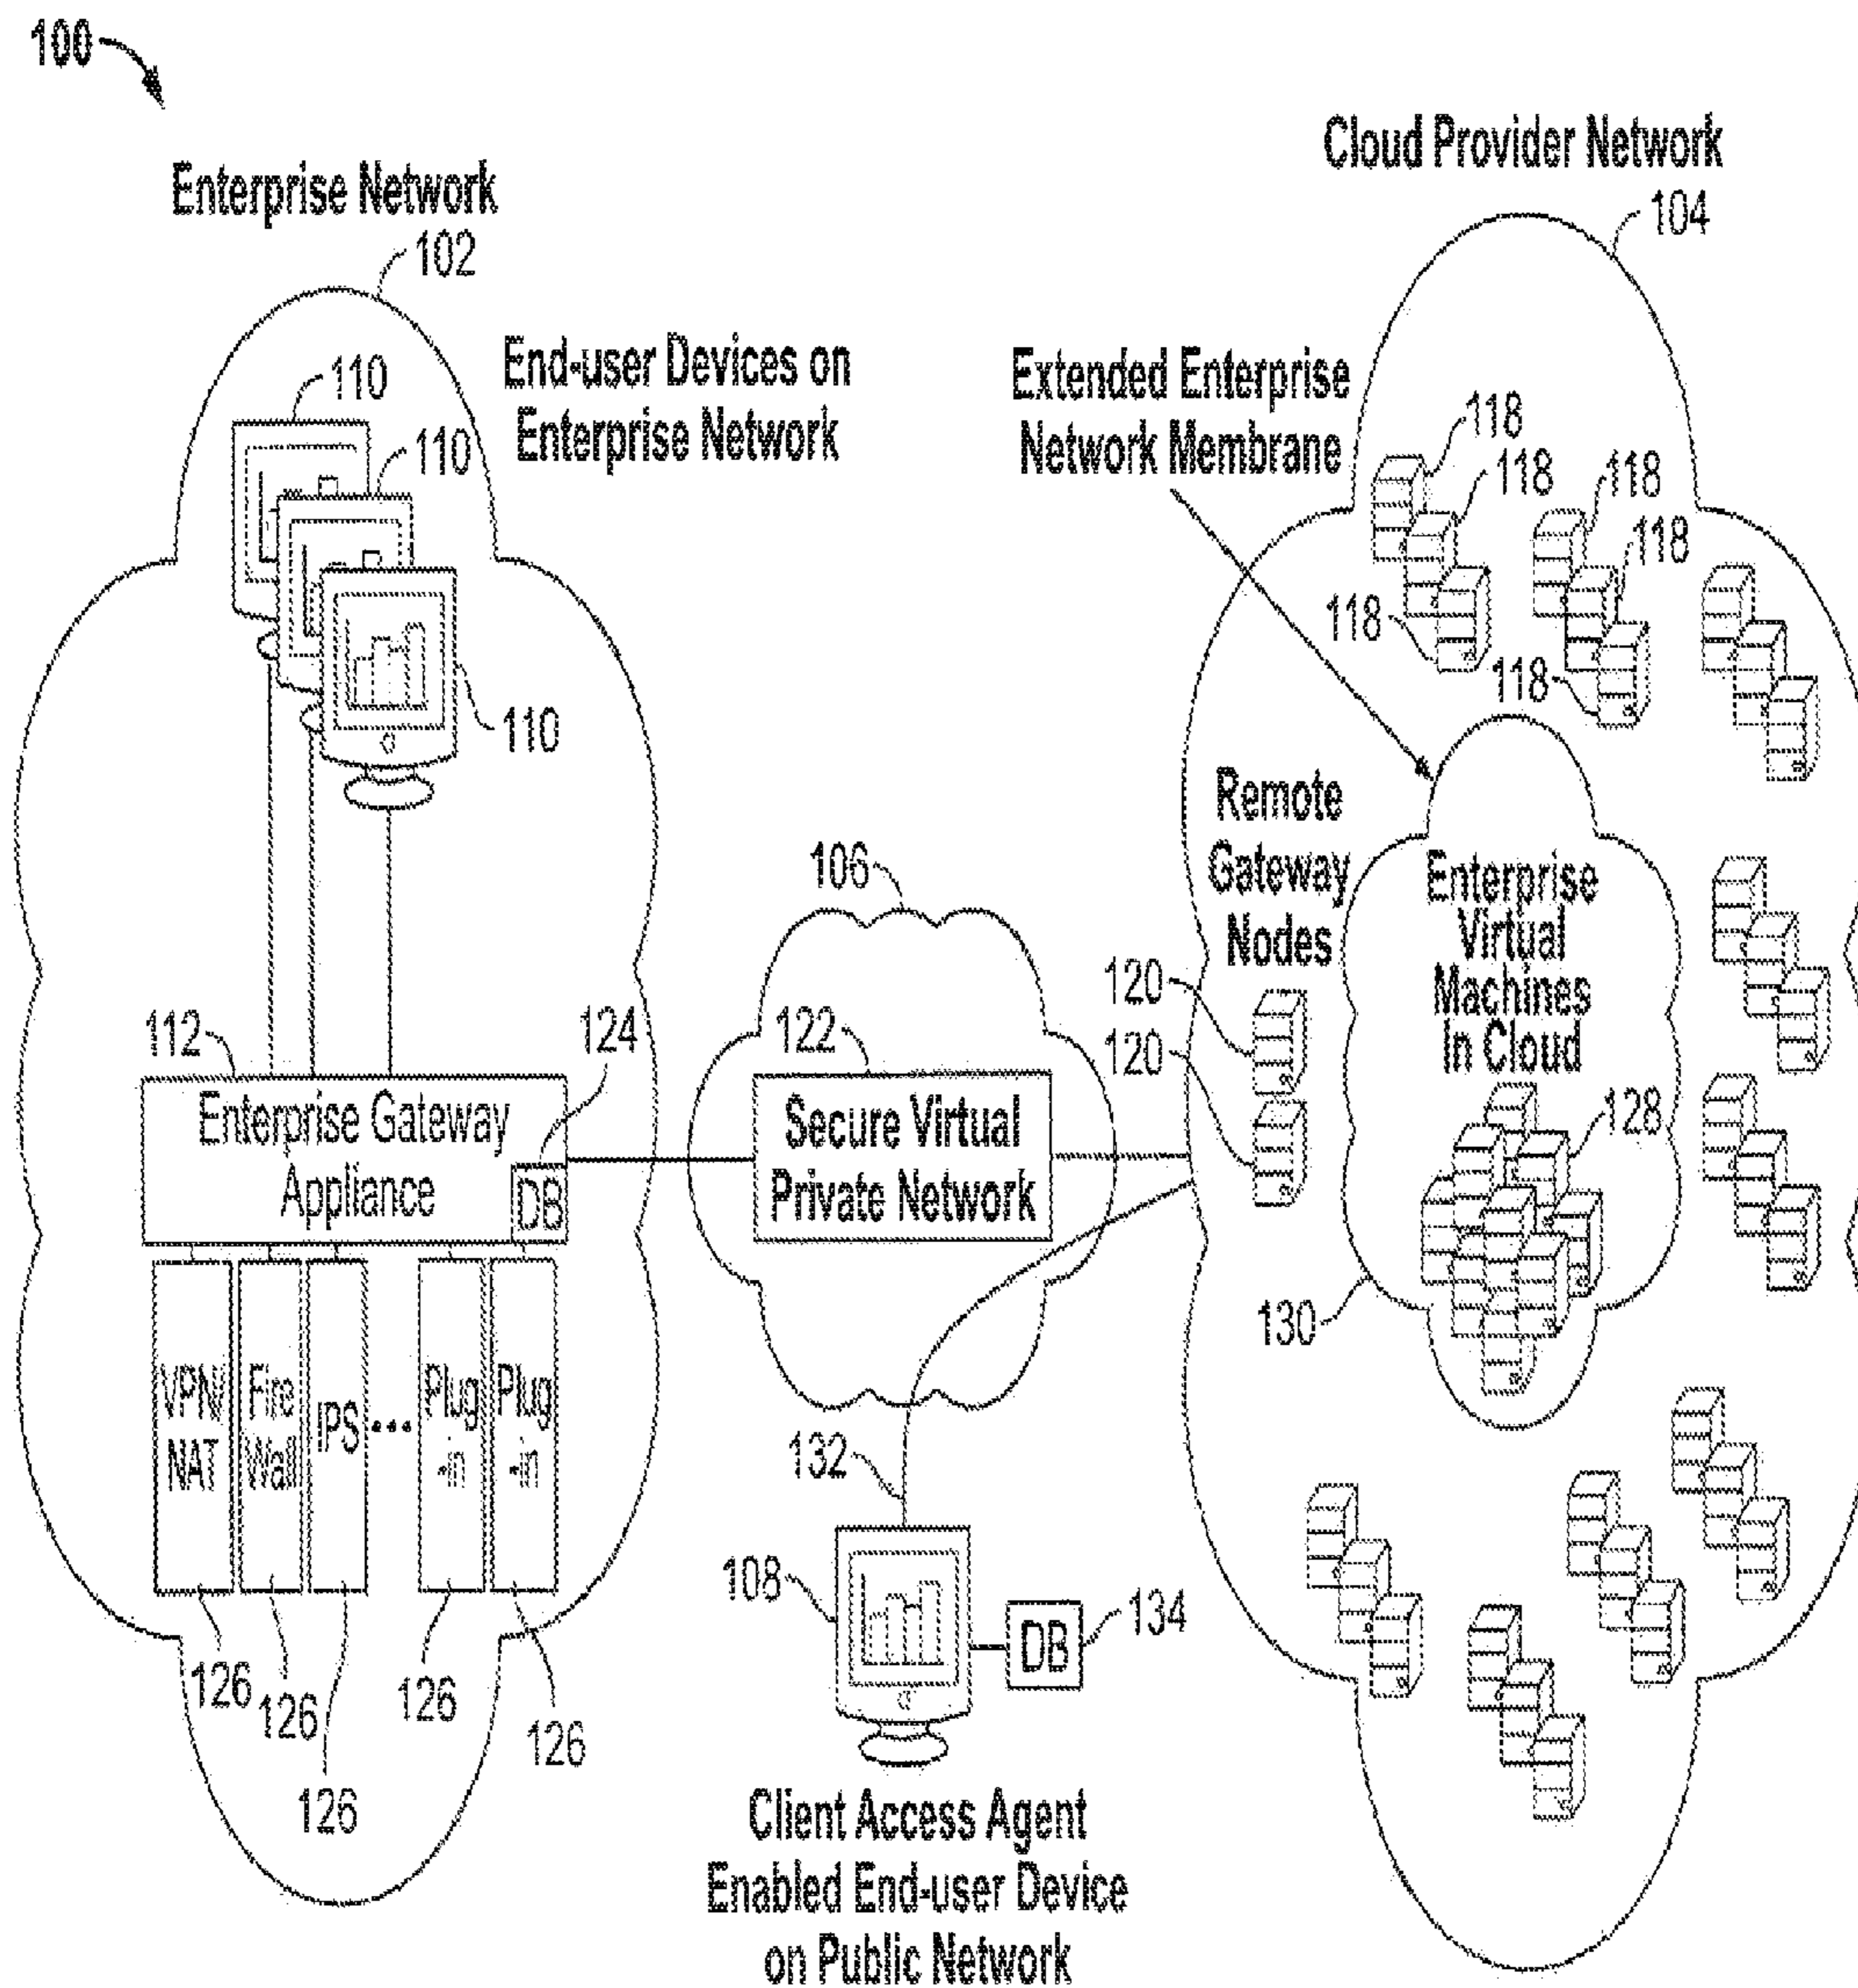 100
Enterprise Network
102
Cloud Provider Network
104
110
110
110
End-user Devices on
Enterprise Network
Extended Enterprise
Network Membrane
118
118
118
118
118
118
Remote
Gateway
Nodes
Enterprise
Virtual
Machines
In Cloud
106
120
120
112
124
122
Enterprise Gateway
Appliance
DB
Secure Virtual
Private Network
128
130
VPN/
NAT
Fire
Wall
IPS
...
Plug
-in
Plug
-in
132
126
126
126
126
126
108
DB
134
Client Access Agent
Enabled End-user Device
on Public Network